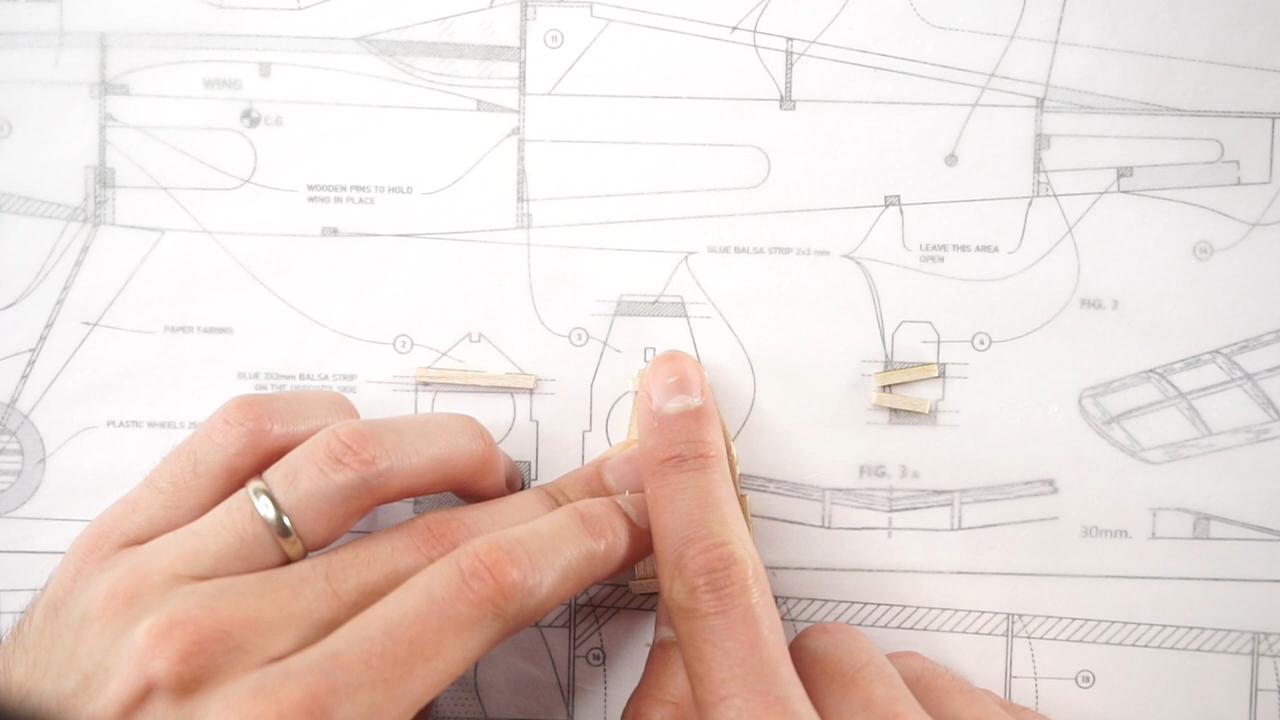 11
WING
C.G.
WOODEN PINS TO HOLD
WING IN PLACE
GLUE BALSA STRIP 2x3 mm
LEAVE THIS AREA
OPEN
14
FIG. 3
PAPER FAIRING
2
3
4
GLUE 2X3mm BALSA STRIP
ON THE OPPOSITE SIDE
PLASTIC WHEELS
FIG. 3A
30mm.
16
18